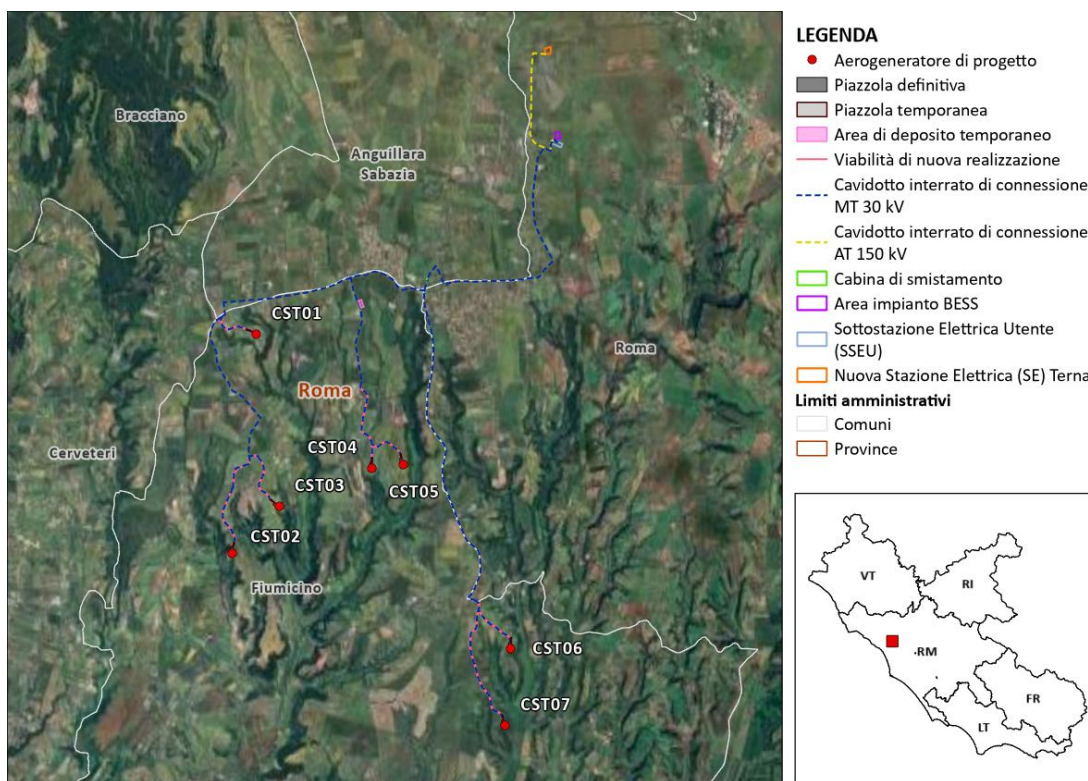 Bracciano
Anguillara
Sabazia
CST01
Roma
Roma
CST04
Cerveteri
CST03
CST05
CST02
Fiumicino
CST06
CST07
LEGENDA
Aerogeneratore di progetto
Piazzola definitiva
Piazzola temporanea
Area di deposito temporaneo
Viabilità di nuova realizzazione
Cavidotto interrato di connessione
MT 30 kV
Cavidotto interrato di connessione
AT 150 kV
Cabina di smistamento
Area impianto BESS
Sottostazione Elettrica Utente
(SSEU)
Nuova Stazione Elettrica (SE) Terna
Limiti amministrativi
Comuni
Province
VT
RI
RM
FR
LT